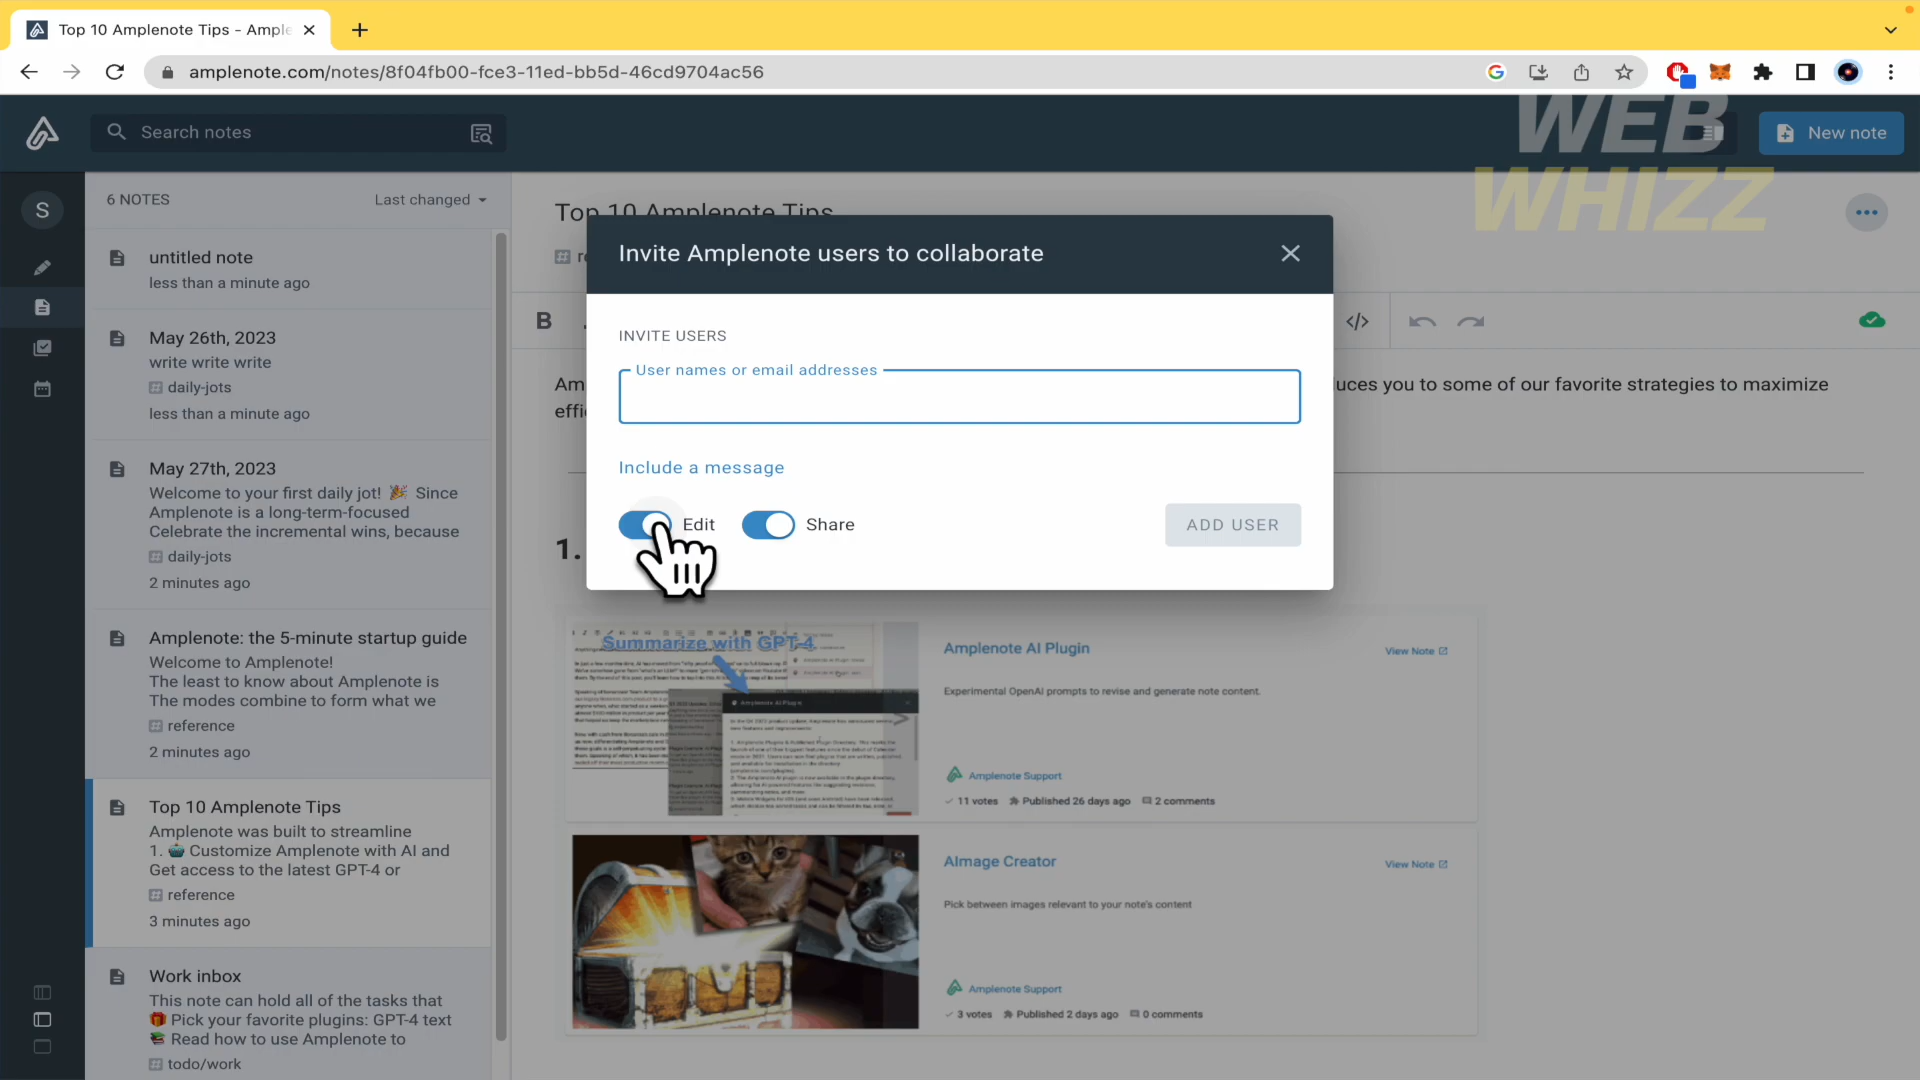 Top 10 Amplenote Tips - Ample
amplenote.com/notes/8f04fb00-fce3-11ed-bb5d-46cd9704ac56
Search notes
WEB
WHIZZ
New note
S
6 NOTES
Last changed
untitled note
less than a minute ago
May 26th, 2023
write write write
daily-jots
less than a minute ago
May 27th, 2023
Welcome to your first daily jot! 🎉 Since
Amplenote is a long-term-focused
Celebrate the incremental wins, because
daily-jots
2 minutes ago
Amplenote: the 5-minute startup guide
Welcome to Amplenote!
The least to know about Amplenote is
The modes combine to form what we
reference
2 minutes ago
Top 10 Amplenote Tips
Amplenote was built to streamline
1. 🤖 Customize Amplenote with AI and
Get access to the latest GPT-4 or
reference
3 minutes ago
Work inbox
This note can hold all of the tasks that
🎁 Pick your favorite plugins: GPT-4 text
📚 Read how to use Amplenote to
todo/work
Top 10 Amplenote Tips
Invite Amplenote users to collaborate
INVITE USERS
User names or email addresses
Include a message
Edit
Share
ADD USER
B
</>
Am
uces you to some of our favorite strategies to maximize
effi
1.
Summarize with GPT-4
Amplenote AI Plugin
Amplenote AI Plugin
View Note
Experimental OpenAI prompts to revise and generate note content.
Amplenote Support
11 votes Published 26 days ago 2 comments
AImage Creator
View Note
Pick between images relevant to your note's content
Amplenote Support
3 votes Published 2 days ago 0 comments